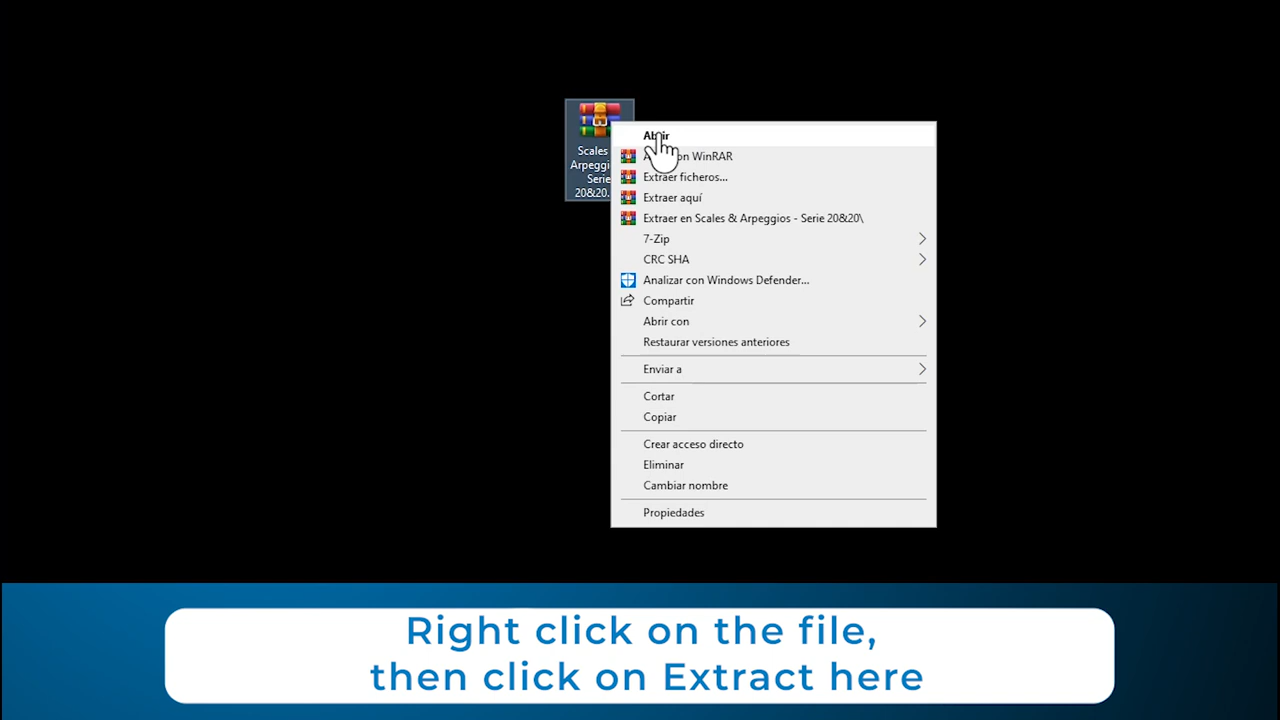 Scales
Arpeggi
Serie
20&20.
Abrir
on WinRAR
Extraer ficheros...
Extraer aquí
Extraer en Scales & Arpeggios - Serie 20&20\
7-Zip
CRC SHA
Analizar con Windows Defender...
Compartir
Abrir con
Restaurar versiones anteriores
Enviar a
Cortar
Copiar
Crear acceso directo
Eliminar
Cambiar nombre
Propiedades
Right click on the file,
then click on Extract here